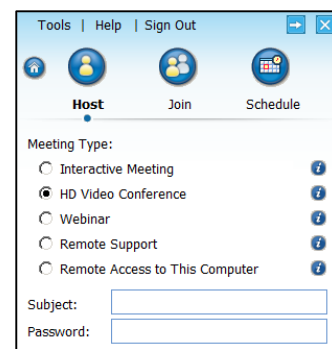 Tools | Help | Sign Out
Host Join Schedule
Meeting Type:
Interactive Meeting
HD Video Conference
Webinar
Remote Support
Remote Access to This Computer
Subject:
Password: